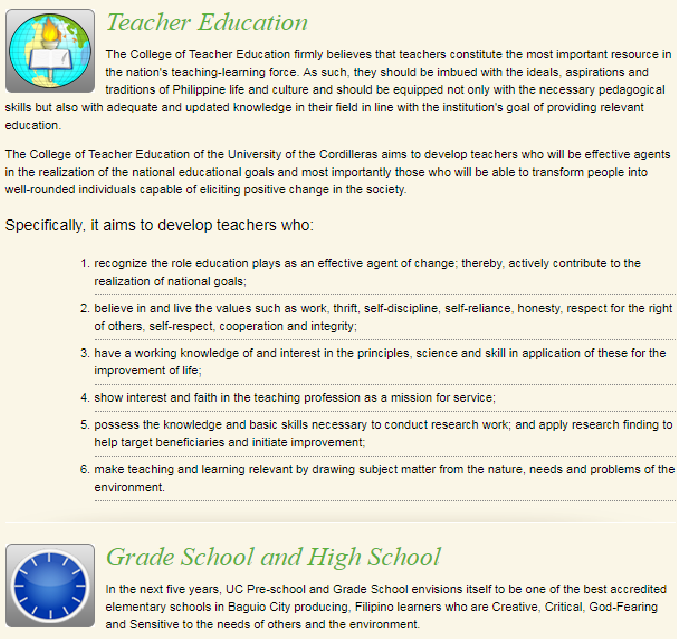 Teacher Education
The College of Teacher Education firmly believes that teachers constitute the most important resource in
the nation's teaching-learning force. As such, they should be imbued with the ideals, aspirations and
traditions of Philippine life and culture and should be equipped not only with the necessary pedagogical
skills but also with adequate and updated knowledge in their field in line with the institution's goal of providing relevant
education.
The College of Teacher Education of the University of the Cordilleras aims to develop teachers who will be effective agents
in the realization of the national educational goals and most importantly those who will be able to transform people into
well-rounded individuals capable of eliciting positive change in the society.
Specifically, it aims to develop teachers who:
1. recognize the role education plays as an effective agent of change; thereby, actively contribute to the
realization of national goals;
2. believe in and live the values such as work, thrift, self-discipline, self-reliance, honesty, respect for the right
of others, self-respect, cooperation and integrity;
3. have a working knowledge of and interest in the principles, science and skill in application of these for the
improvement of life;
4. show interest and faith in the teaching profession as a mission for service;
5. possess the knowledge and basic skills necessary to conduct research work; and apply research finding to
help target beneficiaries and initiate improvement;
6. make teaching and learning relevant by drawing subject matter from the nature, needs and problems of the
environment.
Grade School and High School
In the next five years, UC Pre-school and Grade School envisions itself to be one of the best accredited
elementary schools in Baguio City producing, Filipino learners who are Creative, Critical, God-Fearing
and Sensitive to the needs of others and the environment.